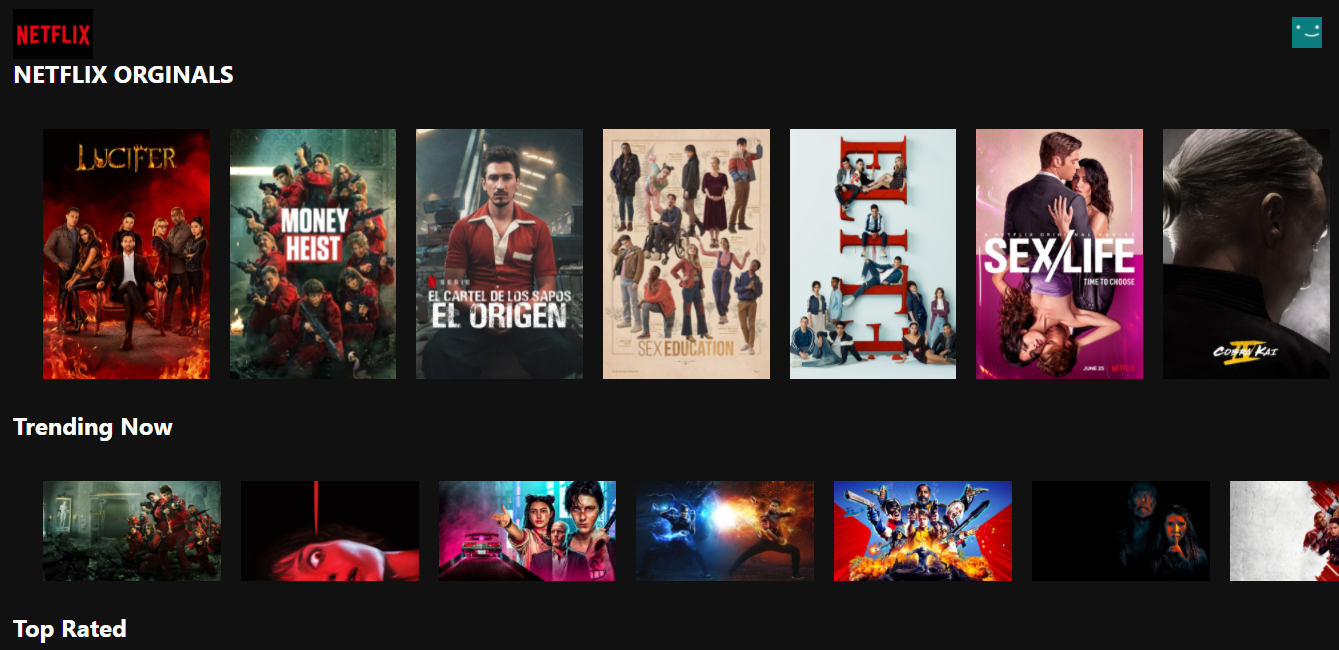 NETFLIX
NETFLIX ORGINALS
LUCIFER
MONEY
HEIST
N SERIE
EL CARTEL DE LOS SAPOS
EL ORIGEN
SEX EDUCATION
ELITE
A NETFLIX ORIGINAL SERIES
SEX/LIFE
TIME TO CHOOSE
JUNE 25 NETFLIX
COBRA KAI
Trending Now
Top Rated